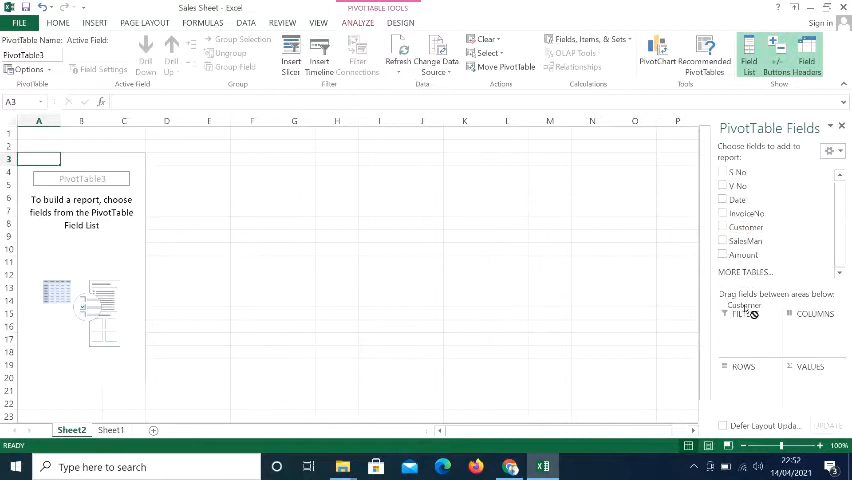 Sales Sheet - Excel
PIVOTTABLE TOOLS
Sign in
FILE HOME INSERT PAGE LAYOUT FORMULAS DATA REVIEW VIEW ANALYZE DESIGN
PivotTable Name: Active Field:
PivotTable3
Options
Field Settings
Drill Down
Drill Up
Group Selection
Ungroup
Group Field
Insert Slicer
Insert Timeline
Filter Connections
Refresh
Change Data Source
Clear
Select
Move PivotTable
Fields, Items, & Sets
OLAP Tools
Relationships
PivotChart
Recommended PivotTables
Field List
+/- Buttons
Field Headers
PivotTable Active Field Group Filter Data Actions Calculations Tools Show
A3
fx
A B C D E F G H I J K L M N O P
1
2
3
4
5
6
7
8
9
10
11
12
13
14
15
16
17
18
19
20
21
22
23
PivotTable3
To build a report, choose
fields from the PivotTable
Field List
PivotTable Fields
Choose fields to add to
report:
S No
V No
Date
InvoiceNo
Customer
SalesMan
Amount
MORE TABLES...
Drag fields between areas below:
Customer
COLUMNS
ROWS
Σ VALUES
Defer Layout Upda...
UPDATE
Sheet2 Sheet1
READY
100%
Type here to search
22:52
14/04/2021
3